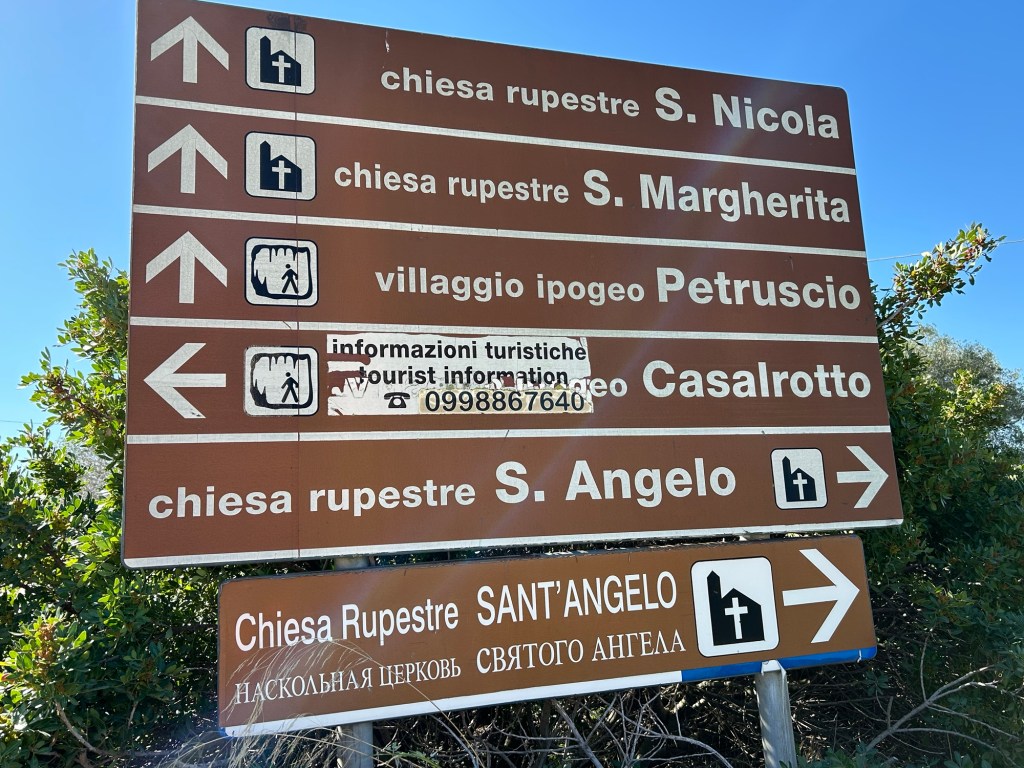 chiesa rupestre S. Nicola
chiesa rupestre S. Margherita
villaggio ipogeo Petruscio
informazioni turistiche
tourist information
Casalrotto
☎ 0998867640
chiesa rupestre S. Angelo
Chiesa Rupestre SANT'ANGELO
НАСКОЛЬНАЯ ЦЕРКОВЬ СВЯТОГО АНГЕЛА